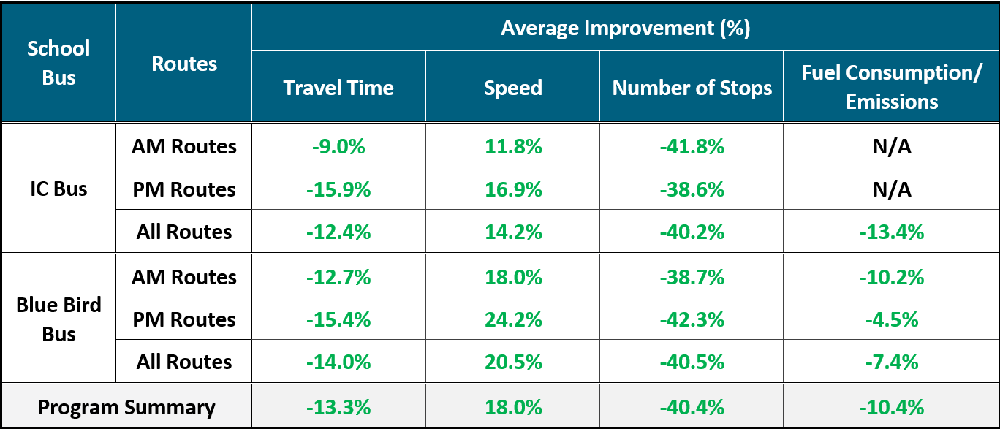 School
Bus
Routes
Average Improvement (%)
Travel Time
Speed
Number of Stops
Fuel Consumption/
Emissions
IC Bus
AM Routes
-9.0%
11.8%
-41.8%
N/A
PM Routes
-15.9%
16.9%
-38.6%
N/A
All Routes
-12.4%
14.2%
-40.2%
-13.4%
Blue Bird
Bus
AM Routes
-12.7%
18.0%
-38.7%
-10.2%
PM Routes
-15.4%
24.2%
-42.3%
-4.5%
All Routes
-14.0%
20.5%
-40.5%
-7.4%
Program Summary
-13.3%
18.0%
-40.4%
-10.4%